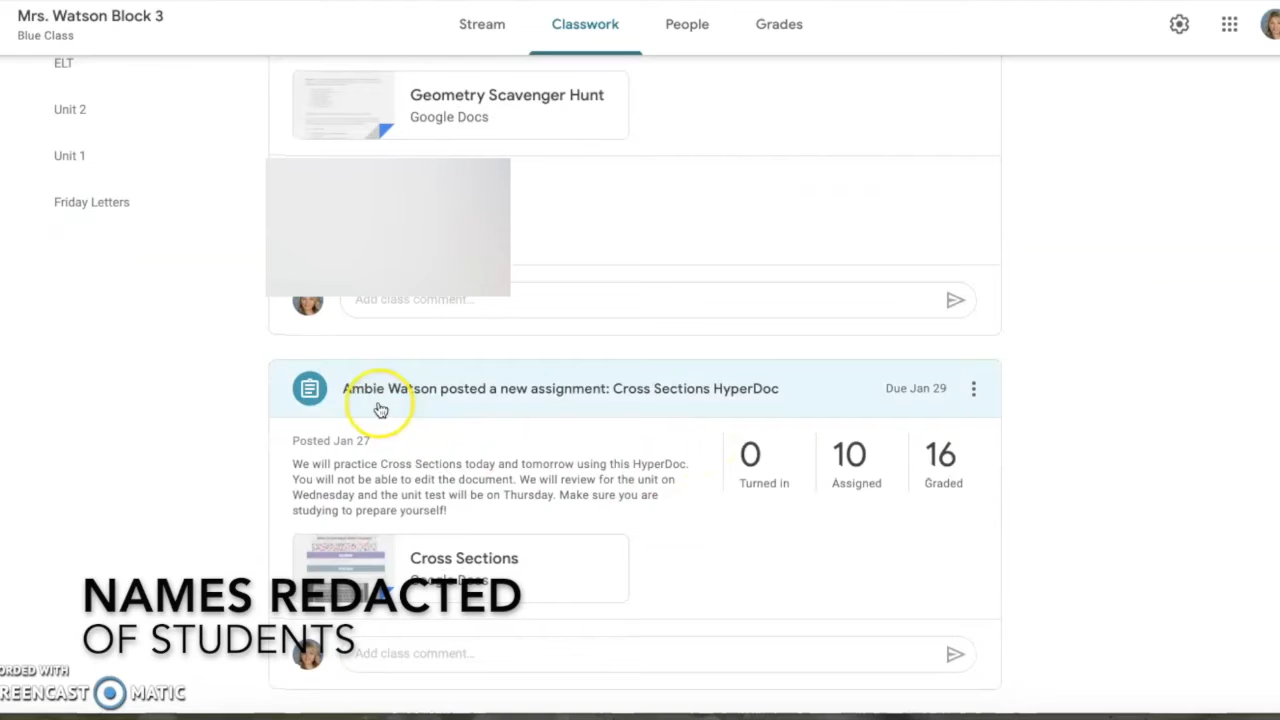 Mrs. Watson Block 3
Blue Class
Stream
Classwork
People
Grades
ELT
Unit 2
Unit 1
Friday Letters
Geometry Scavenger Hunt
Google Docs
Add class comment...
Ambie Watson posted a new assignment: Cross Sections HyperDoc
Due Jan 29
Posted Jan 27
We will practice Cross Sections today and tomorrow using this HyperDoc.
You will not be able to edit the document. We will review for the unit on
Wednesday and the unit test will be on Thursday. Make sure you are
studying to prepare yourself!
0
Turned in
10
Assigned
16
Graded
Cross Sections
Google Docs
NAMES REDACTED
OF STUDENTS
Add class comment...
ORDED WITH
REENCAST MATIC